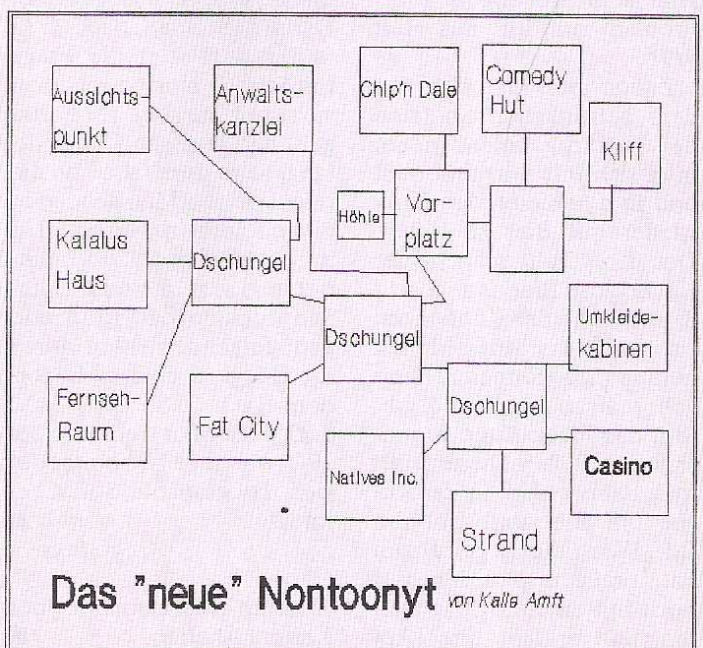 Aussichts-
punkt
Anwalts-
kanzlei
Chip'n Dale
Comedy
Hut
Kliff
Höhle
Vor-
platz
Kalalus
Haus
Dschungel
Dschungel
Umkleide-
kabinen
Fernseh-
Raum
Fat City
Dschungel
Natives Inc.
Casino
Strand
Das "neue" Nontoonyt von Kalle Amft